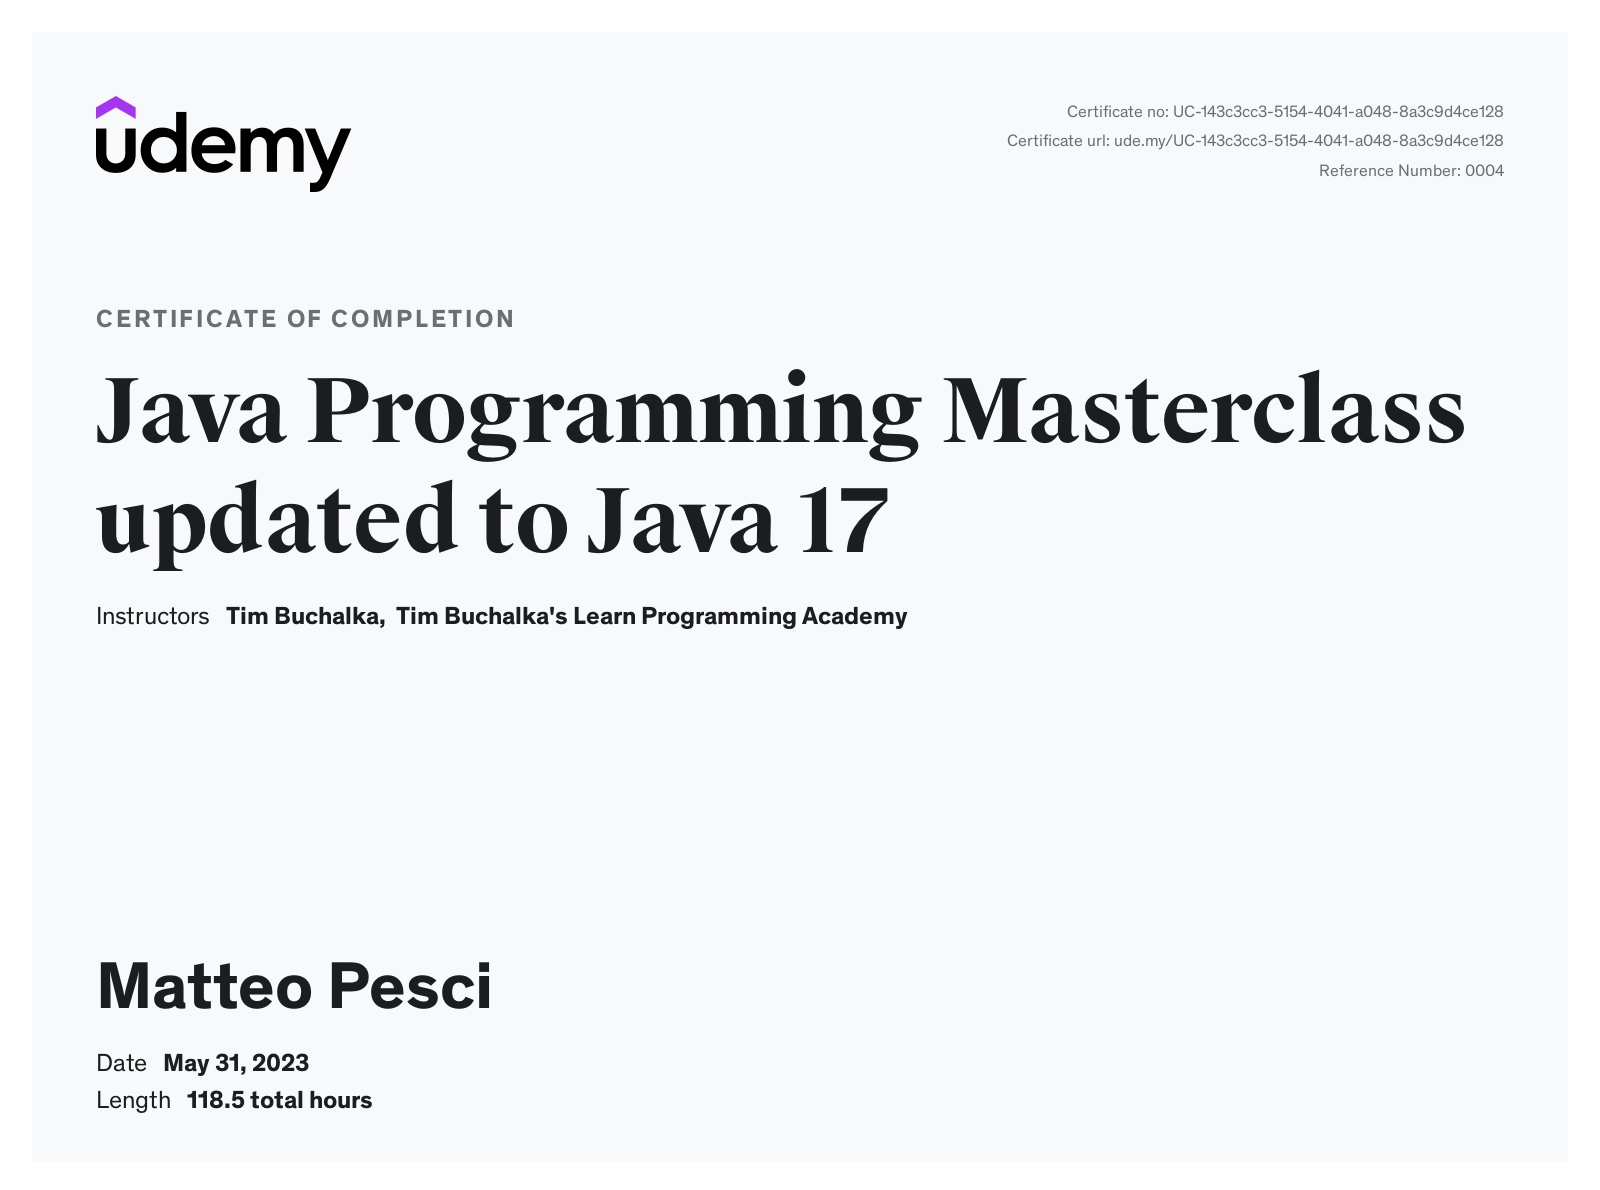 udemy
Certificate no: UC-143c3cc3-5154-4041-a048-8a3c9d4ce128
Certificate url: ude.my/UC-143c3cc3-5154-4041-a048-8a3c9d4ce128
Reference Number: 0004
CERTIFICATE OF COMPLETION
Java Programming Masterclass
updated to Java 17
Instructors Tim Buchalka, Tim Buchalka's Learn Programming Academy
Matteo Pesci
Date May 31, 2023
Length 118.5 total hours